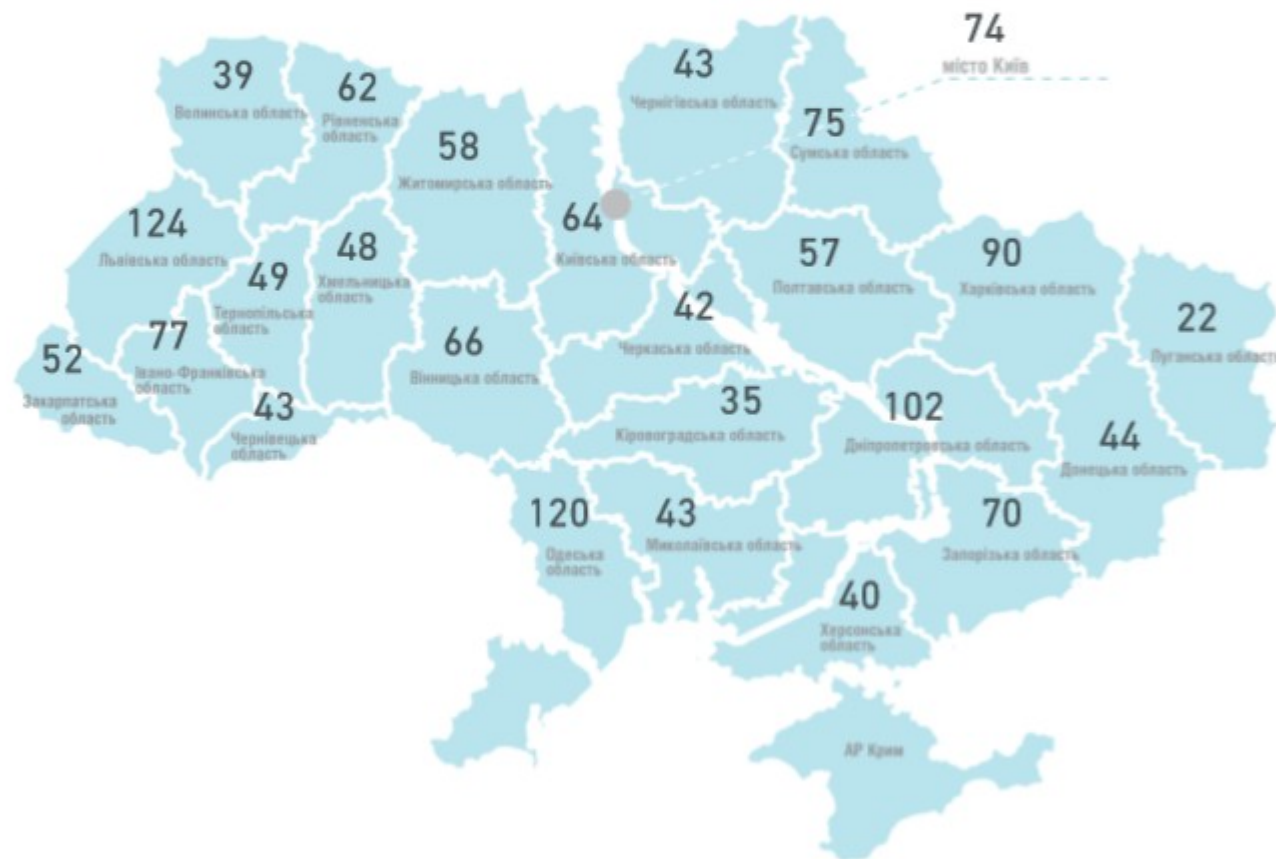 74
місто Київ
39
Волинська область
62
Рівненська
область
43
Чернігівська область
75
Сумська область
58
Житомирська область
124
Львівська область
49
Тернопільська
область
48
Хмельницька
область
64
Київська область
57
Полтавська область
90
Харківська область
22
Луганська область
52
Закарпатська
область
77
Івано-Франківська
область
43
Чернівецька
область
66
Вінницька область
42
Черкаська область
35
Кіровоградська область
102
Дніпропетровська область
44
Донецька область
120
Одеська
область
43
Миколаївська область
70
Запорізька область
40
Херсонська
область
АР Крим